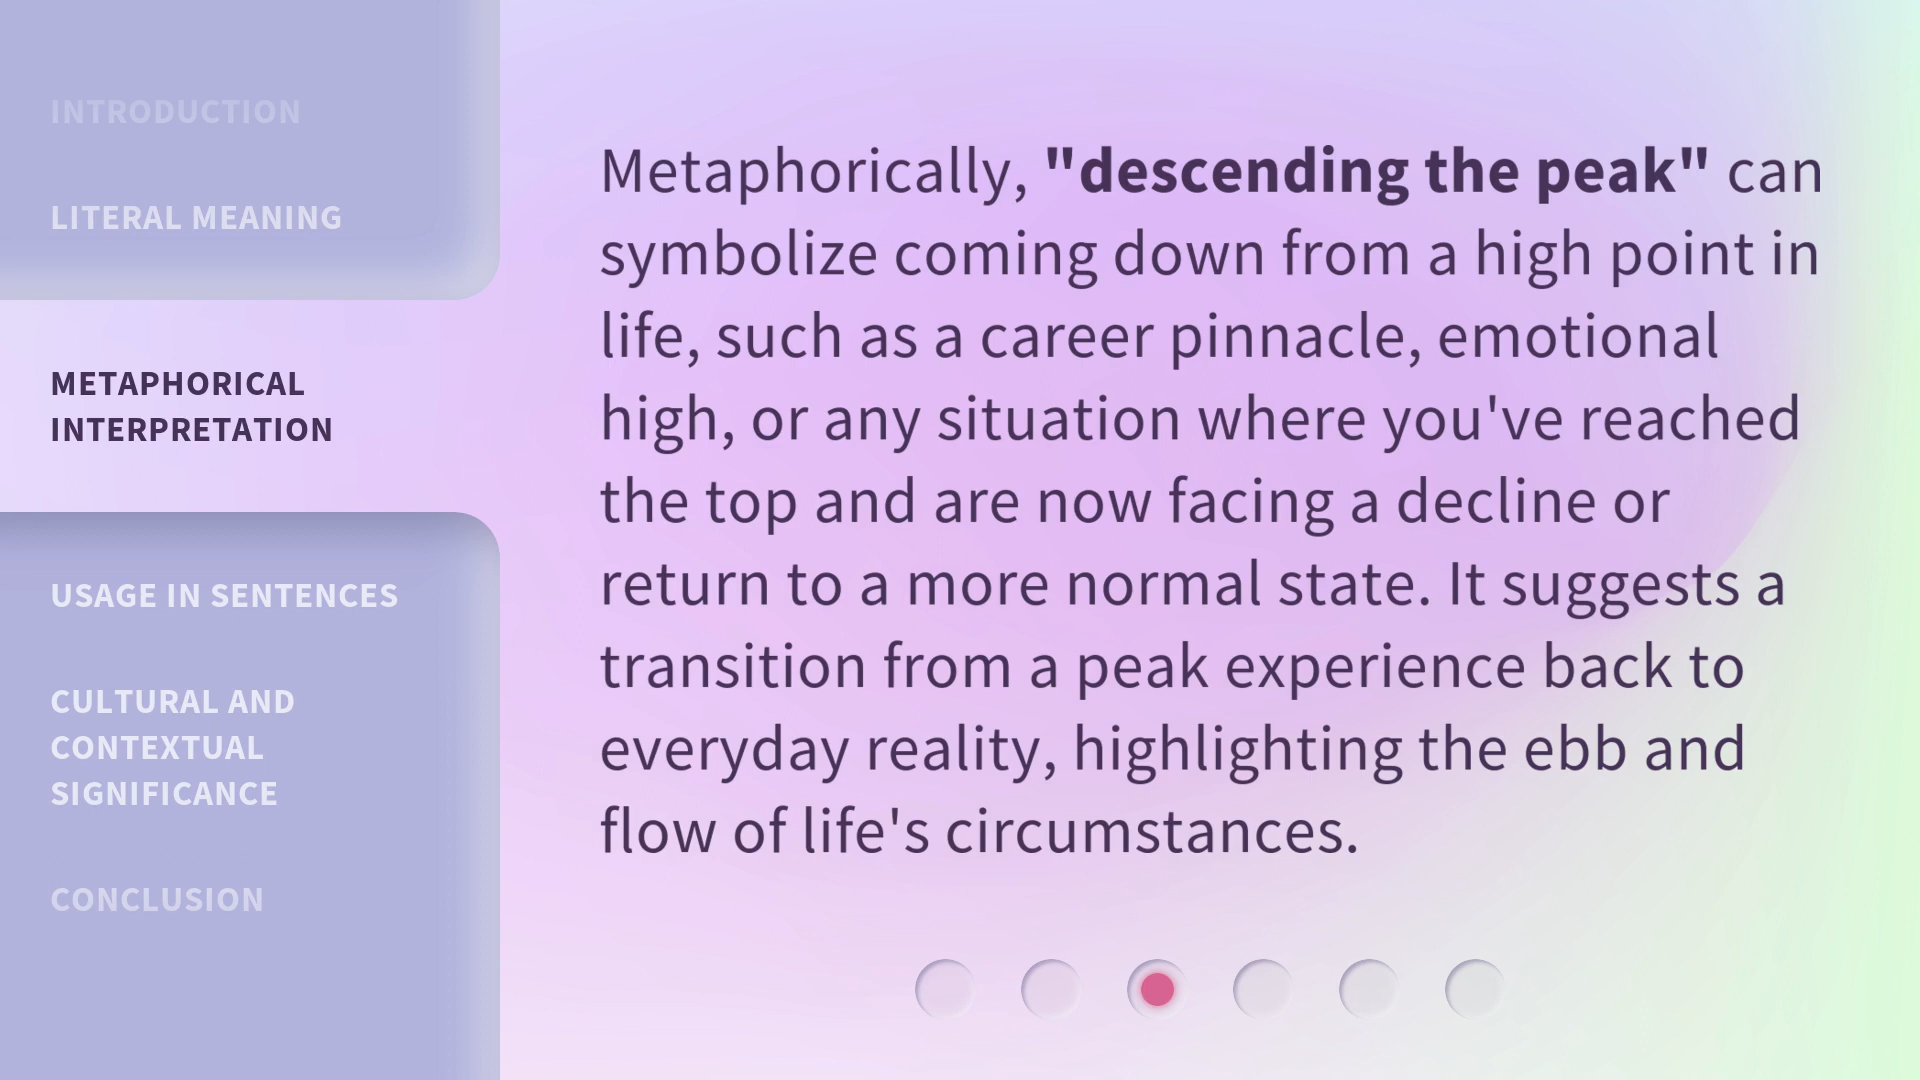 INTRODUCTION
LITERAL MEANING
METAPHORICAL
INTERPRETATION
USAGE IN SENTENCES
CULTURAL AND
CONTEXTUAL
SIGNIFICANCE
CONCLUSION
Metaphorically, "descending the peak" can
symbolize coming down from a high point in
life, such as a career pinnacle, emotional
high, or any situation where you've reached
the top and are now facing a decline or
return to a more normal state. It suggests a
transition from a peak experience back to
everyday reality, highlighting the ebb and
flow of life's circumstances.